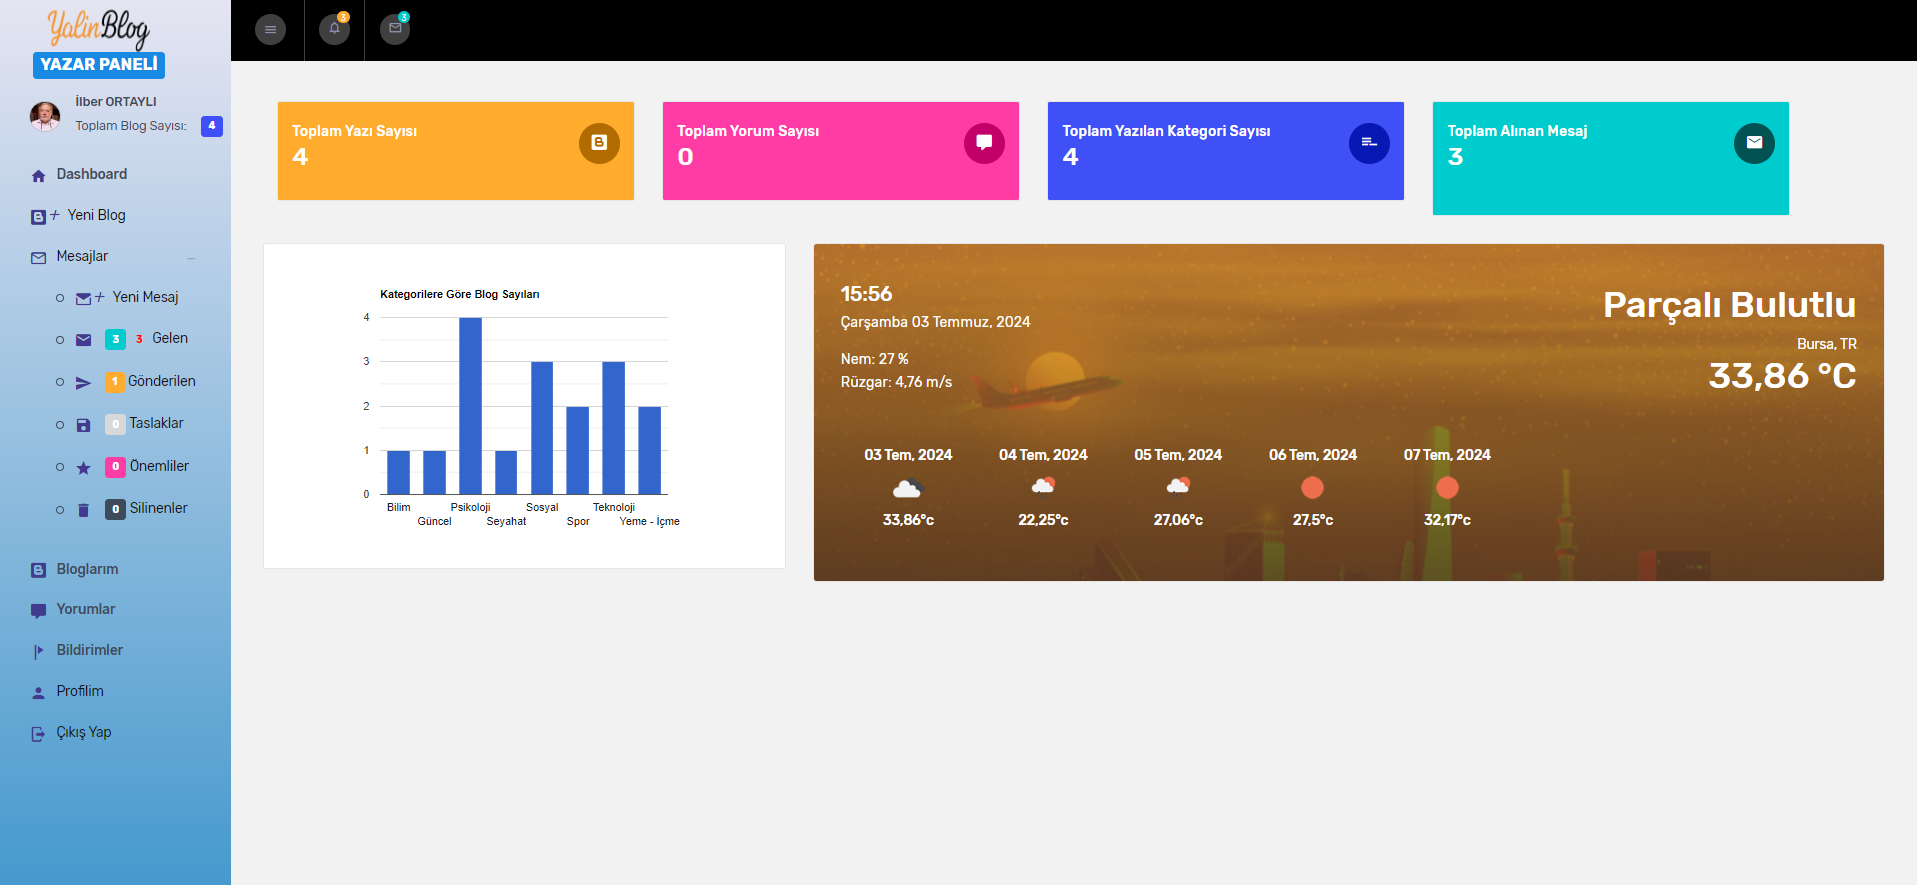 YalinBlog
YAZAR PANELİ
İlber ORTAYLI
Toplam Blog Sayısı: 4
Dashboard
Yeni Blog
Mesajlar
Yeni Mesaj
3 3 Gelen
1 Gönderilen
0 Taslaklar
0 Önemliler
0 Silinenler
Bloglarım
Yorumlar
Bildirimler
Profilim
Çıkış Yap
3
3
Toplam Yazı Sayısı
4
Toplam Yorum Sayısı
0
Toplam Yazılan Kategori Sayısı
4
Toplam Alınan Mesaj
3
Kategorilere Göre Blog Sayıları
4
3
2
1
0
Bilim
Güncel
Psikoloji
Seyahat
Sosyal
Spor
Teknoloji
Yeme - İçme
15:56
Çarşamba 03 Temmuz, 2024
Nem: 27 %
Rüzgar: 4,76 m/s
Parçalı Bulutlu
Bursa, TR
33,86 °C
03 Tem, 2024
33,86°c
04 Tem, 2024
22,25°c
05 Tem, 2024
27,06°c
06 Tem, 2024
27,5°c
07 Tem, 2024
32,17°c